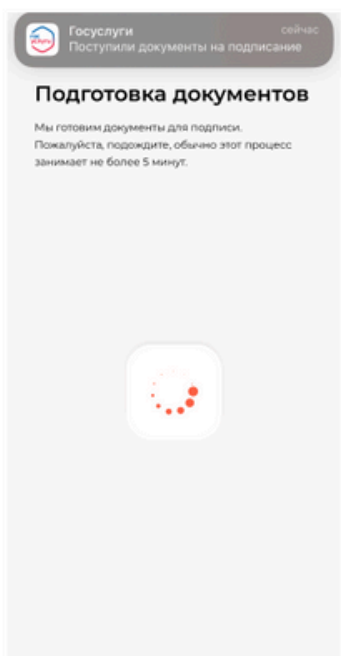 Госуслуги
сейчас
Поступили документы на подписание
Подготовка документов
Мы готовим документы для подписи.
Пожалуйста, подождите, обычно этот процесс
занимает не более 5 минут.